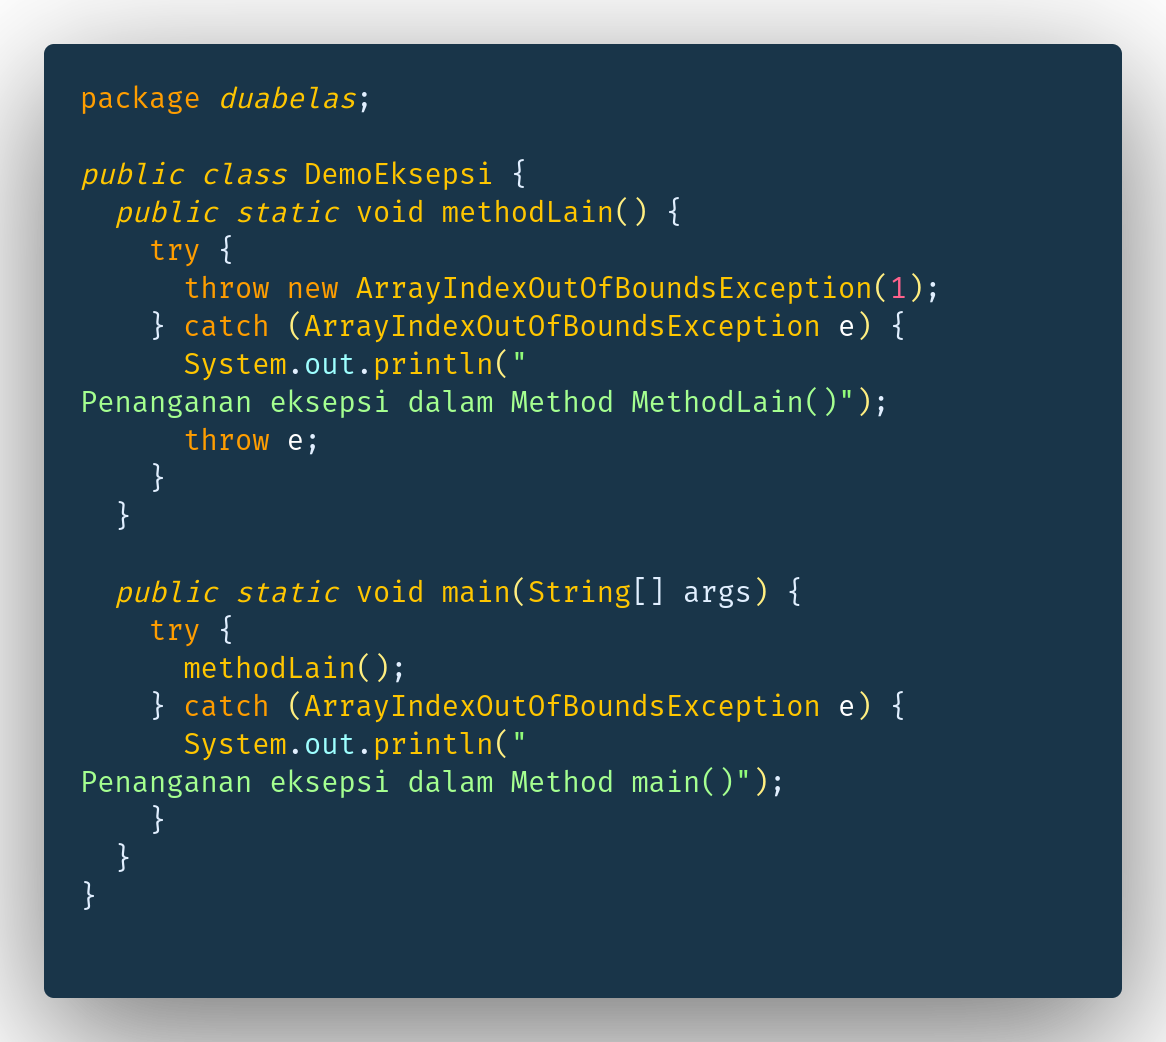 package duabelas;

public class DemoEksepsi {
  public static void methodLain() {
    try {
      throw new ArrayIndexOutOfBoundsException(1);
    } catch (ArrayIndexOutOfBoundsException e) {
      System.out.println("
Penanganan eksepsi dalam Method MethodLain()");
      throw e;
    }
  }

  public static void main(String[] args) {
    try {
      methodLain();
    } catch (ArrayIndexOutOfBoundsException e) {
      System.out.println("
Penanganan eksepsi dalam Method main()");
    }
  }
}